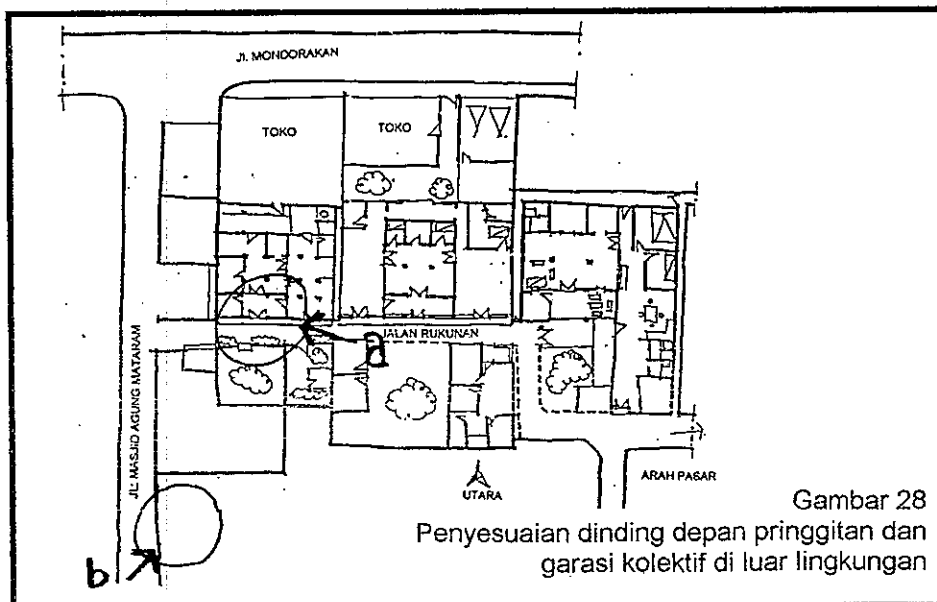 Jl. MONDORAKAN
TOKO
TOKO
JALAN RUKUNAN
a
JL. MASJID AGUNG MATARAM
UTARA
ARAH PASAR
b
Gambar 28
Penyesuaian dinding depan pringgitan dan
garasi kolektif di luar lingkungan